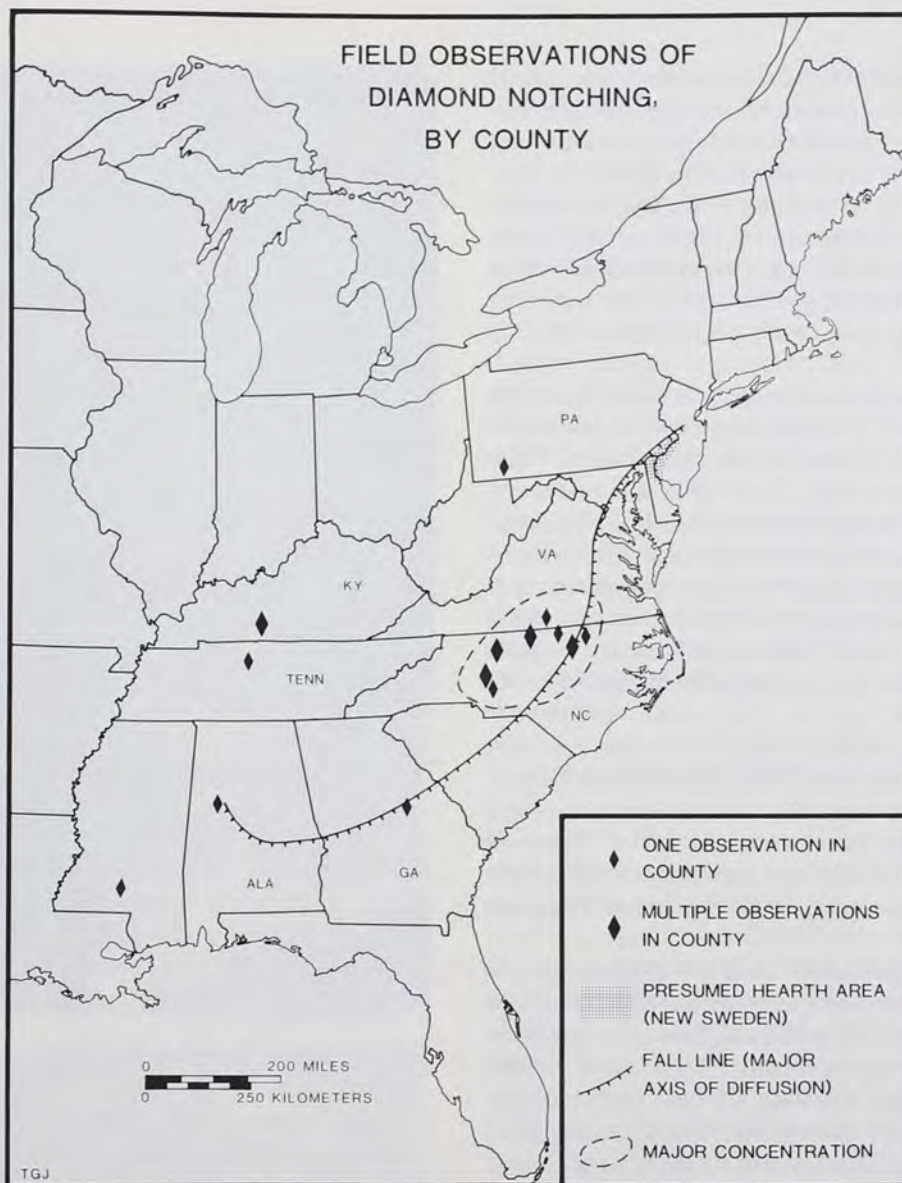 FIELD OBSERVATIONS OF
DIAMOND NOTCHING,
BY COUNTY
PA
VA
KY
TENN
NC
ALA
GA
ONE OBSERVATION IN
COUNTY
MULTIPLE OBSERVATIONS
IN COUNTY
PRESUMED HEARTH AREA
(NEW SWEDEN)
FALL LINE (MAJOR
AXIS OF DIFFUSION)
MAJOR CONCENTRATION
0 200 MILES
0 250 KILOMETERS
TGJ